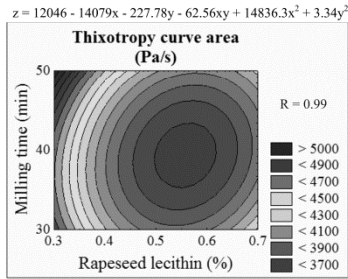 z = 12046 - 14079x - 227.78y - 62.56xy + 14836.3x² + 3.34y²
Thixotropy curve area
(Pa/s)
50
40
30
Milling time (min)
0.3 0.4 0.5 0.6 0.7
Rapeseed lecithin (%)
R = 0.99
> 5000
< 4900
< 4700
< 4500
< 4300
< 4100
< 3900
< 3700